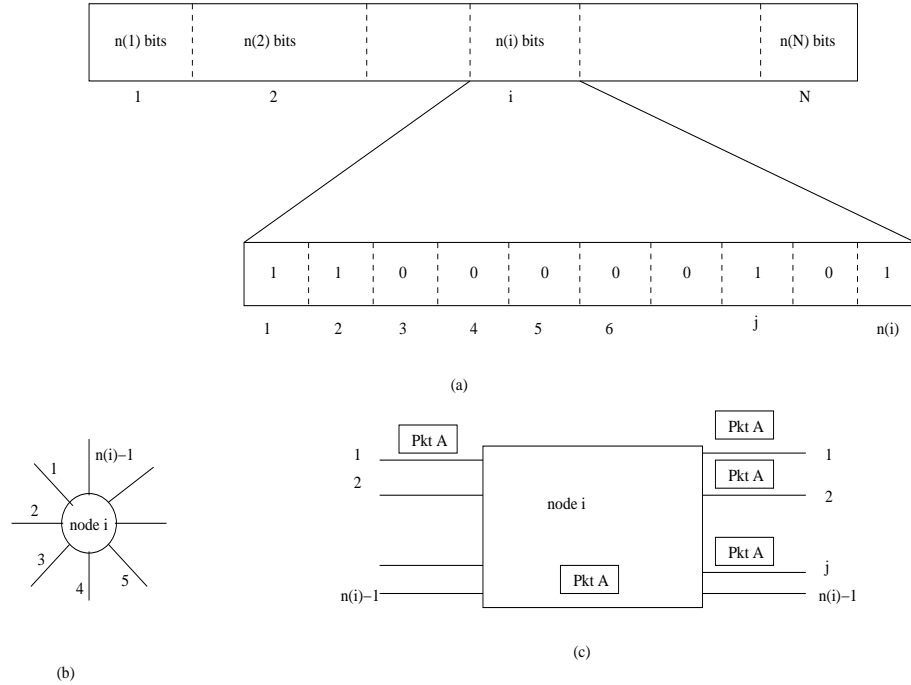 n(1) bits n(2) bits n(i) bits n(N) bits
1 2 i N
1 1 0 0 0 0 0 1 0 1
1 2 3 4 5 6 j n(i)
(a)
n(i)−1
1
2
3
4
5
node i
(b)
Pkt A
Pkt A
1
2
n(i)−1
node i
Pkt A
Pkt A
Pkt A
1
2
j
n(i)−1
(c)